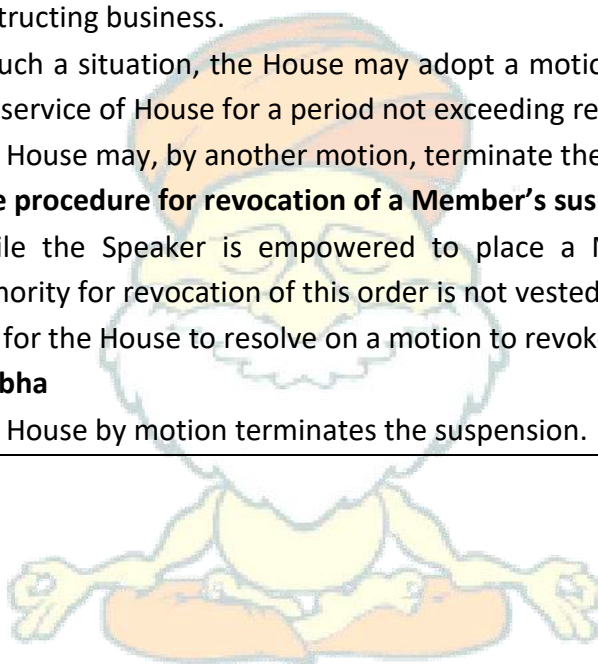 tructing business.
uch a situation, the House may adopt a motic
service of House for a period not exceeding re
House may, by another motion, terminate the
e procedure for revocation of a Member’s sus
ile the Speaker is empowered to place a M
hority for revocation of this order is not vested
for the House to resolve on a motion to revok
bha
House by motion terminates the suspension.